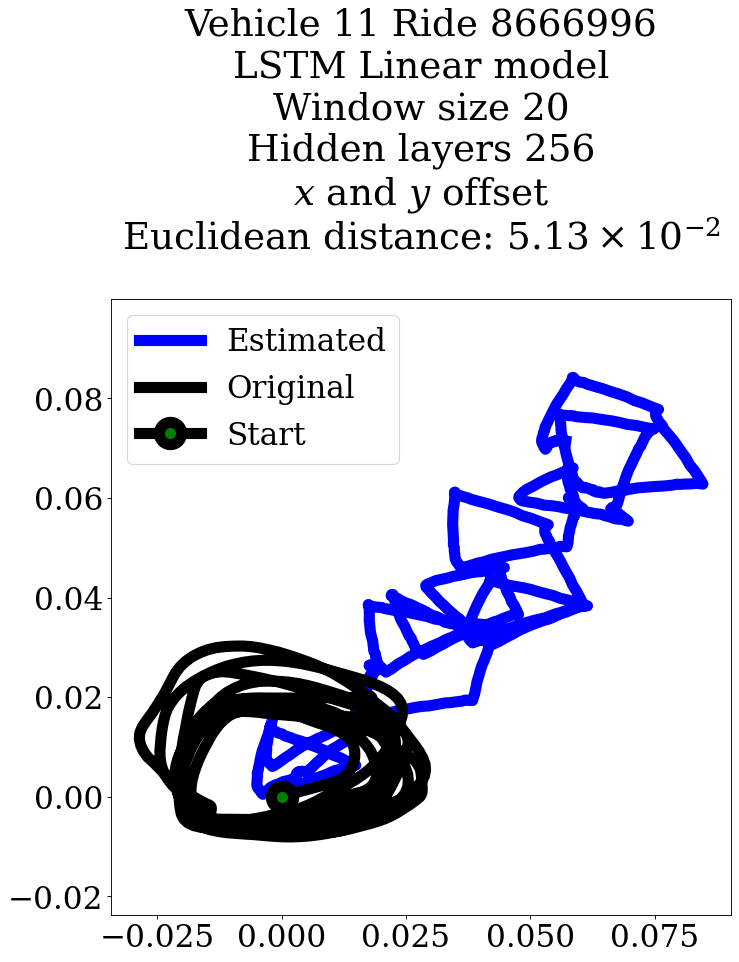 Vehicle 11 Ride 8666996
LSTM Linear model
Window size 20
Hidden layers 256
x and y offset
Euclidean distance: 5.13 × 10⁻²
Estimated
Original
Start
0.08
0.06
0.04
0.02
0.00
−0.02
−0.025 0.000 0.025 0.050 0.075